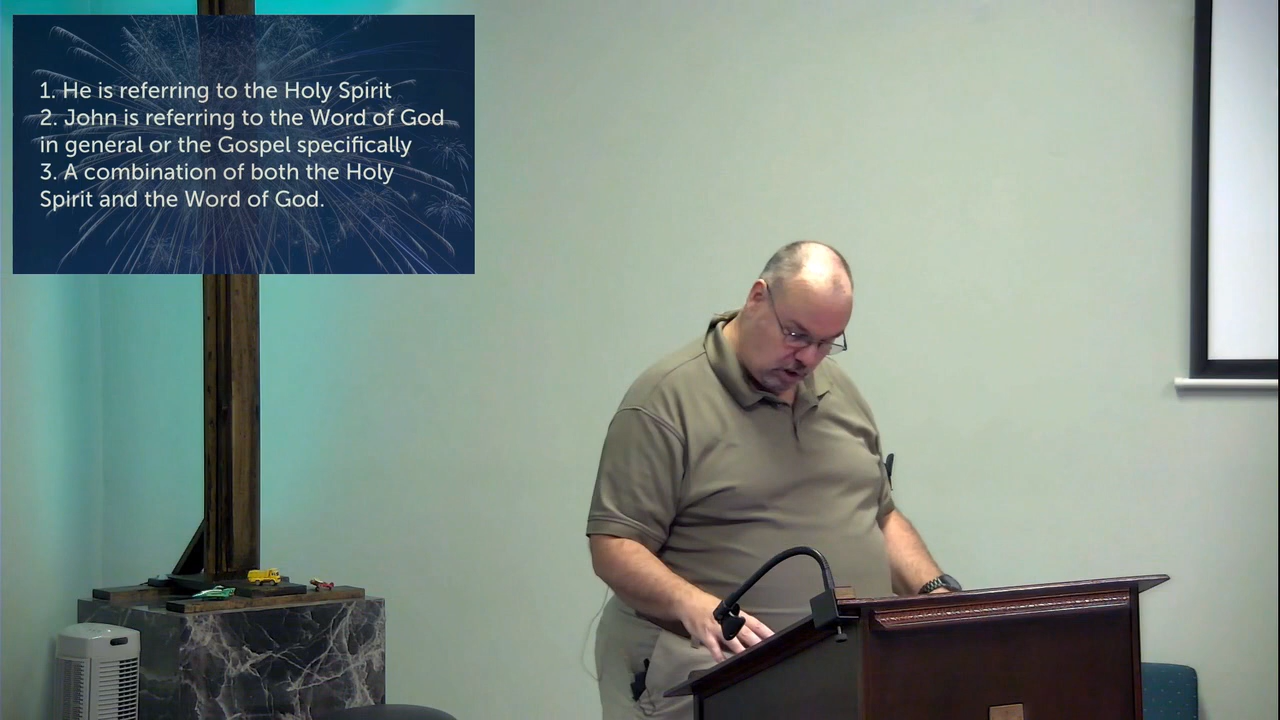 1. He is referring to the Holy Spirit
2. John is referring to the Word of God
in general or the Gospel specifically
3. A combination of both the Holy
Spirit and the Word of God.